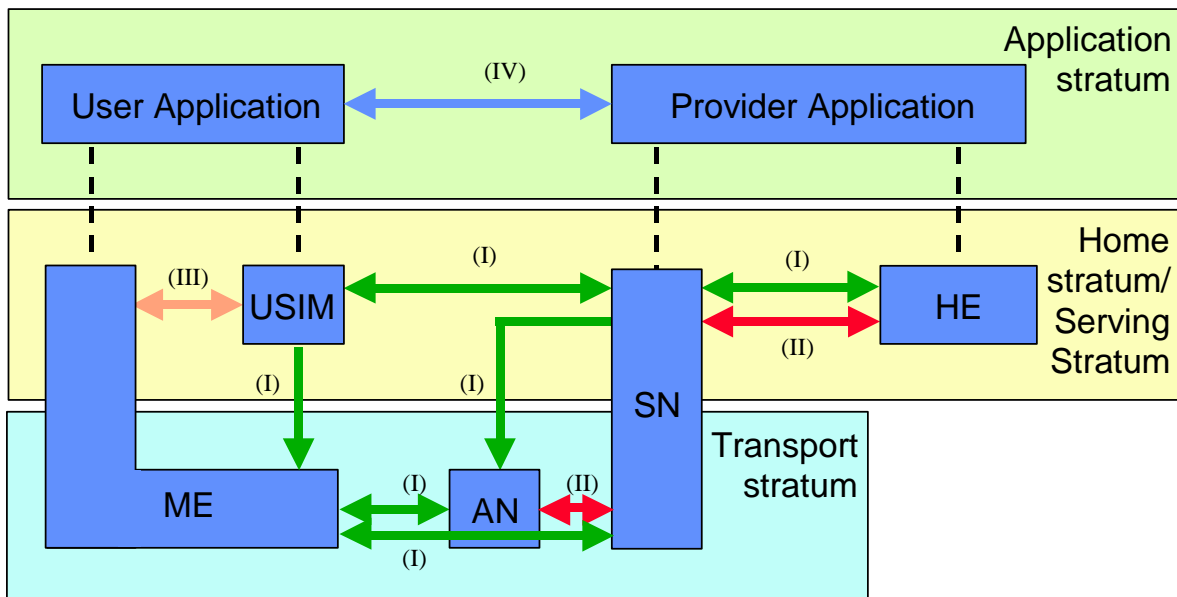 Application
stratum
(IV)
User Application
Provider Application
Home
stratum/
Serving
Stratum
(III)
(I)
(I)
USIM
HE
(II)
(I)
(I)
SN
Transport
stratum
(I)
(II)
ME
AN
(I)